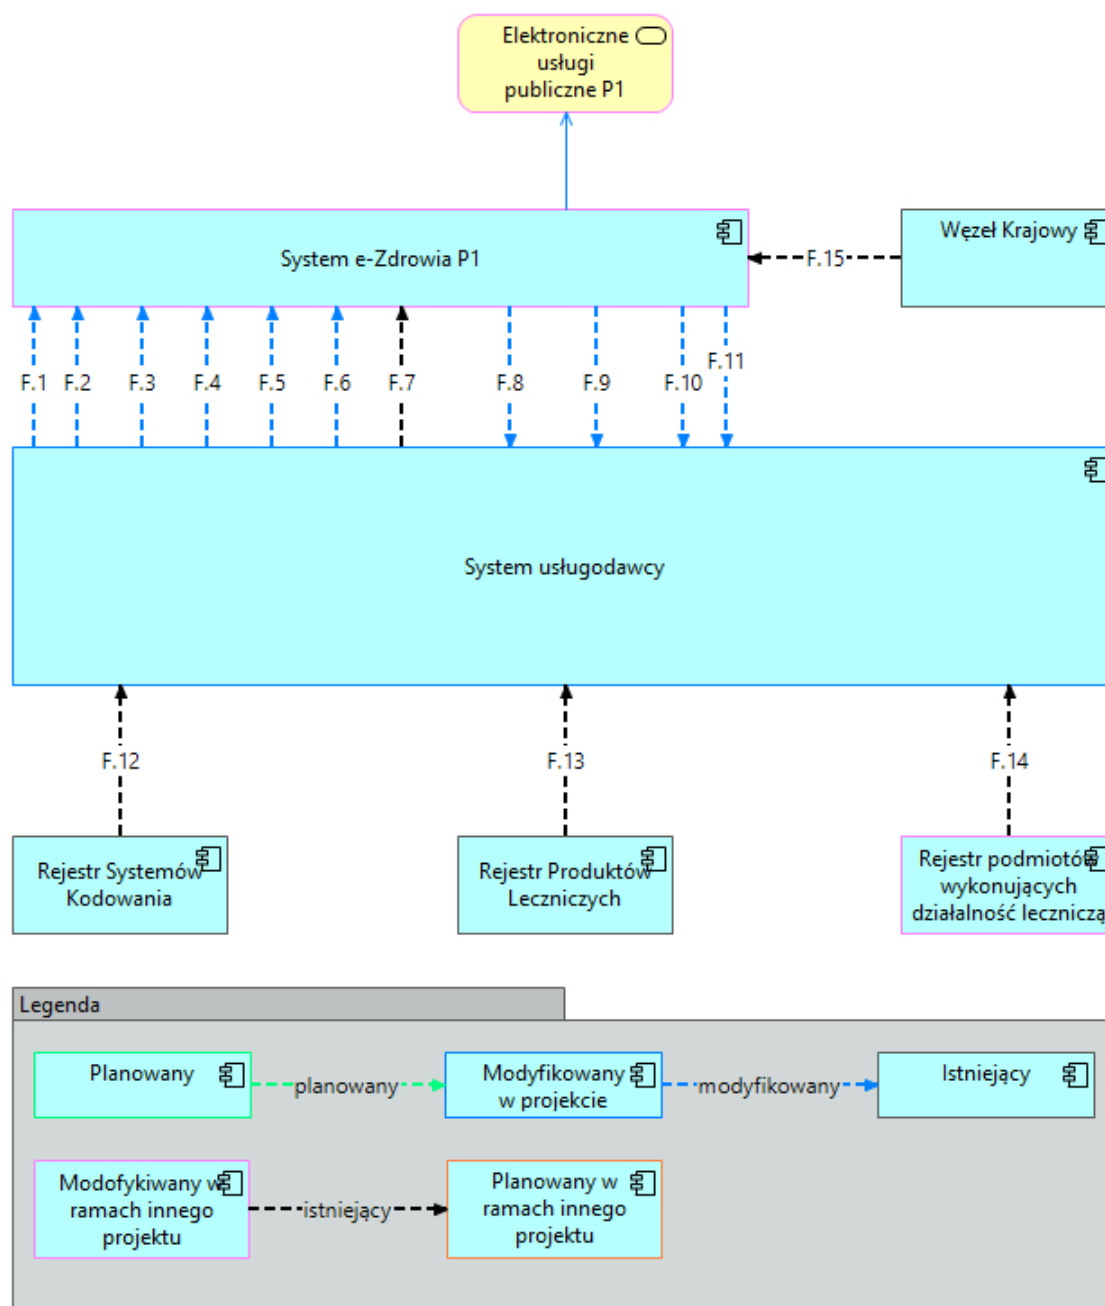 Elektroniczne
usługi
publiczne P1
System e-Zdrowia P1
Węzeł Krajowy
F.15
F.1 F.2 F.3 F.4 F.5 F.6 F.7 F.8 F.9 F.10 F.11
System usługodawcy
F.12 F.13 F.14
Rejestr Systemów
Kodowania
Rejestr Produktów
Leczniczych
Rejestr podmiotów
wykonujących
działalność leczniczą
Legenda
Planowany
planowany
Modyfikowany
w projekcie
modyfikowany
Istniejący
Modofykiwany w
ramach innego
projektu
istniejący
Planowany w
ramach innego
projektu